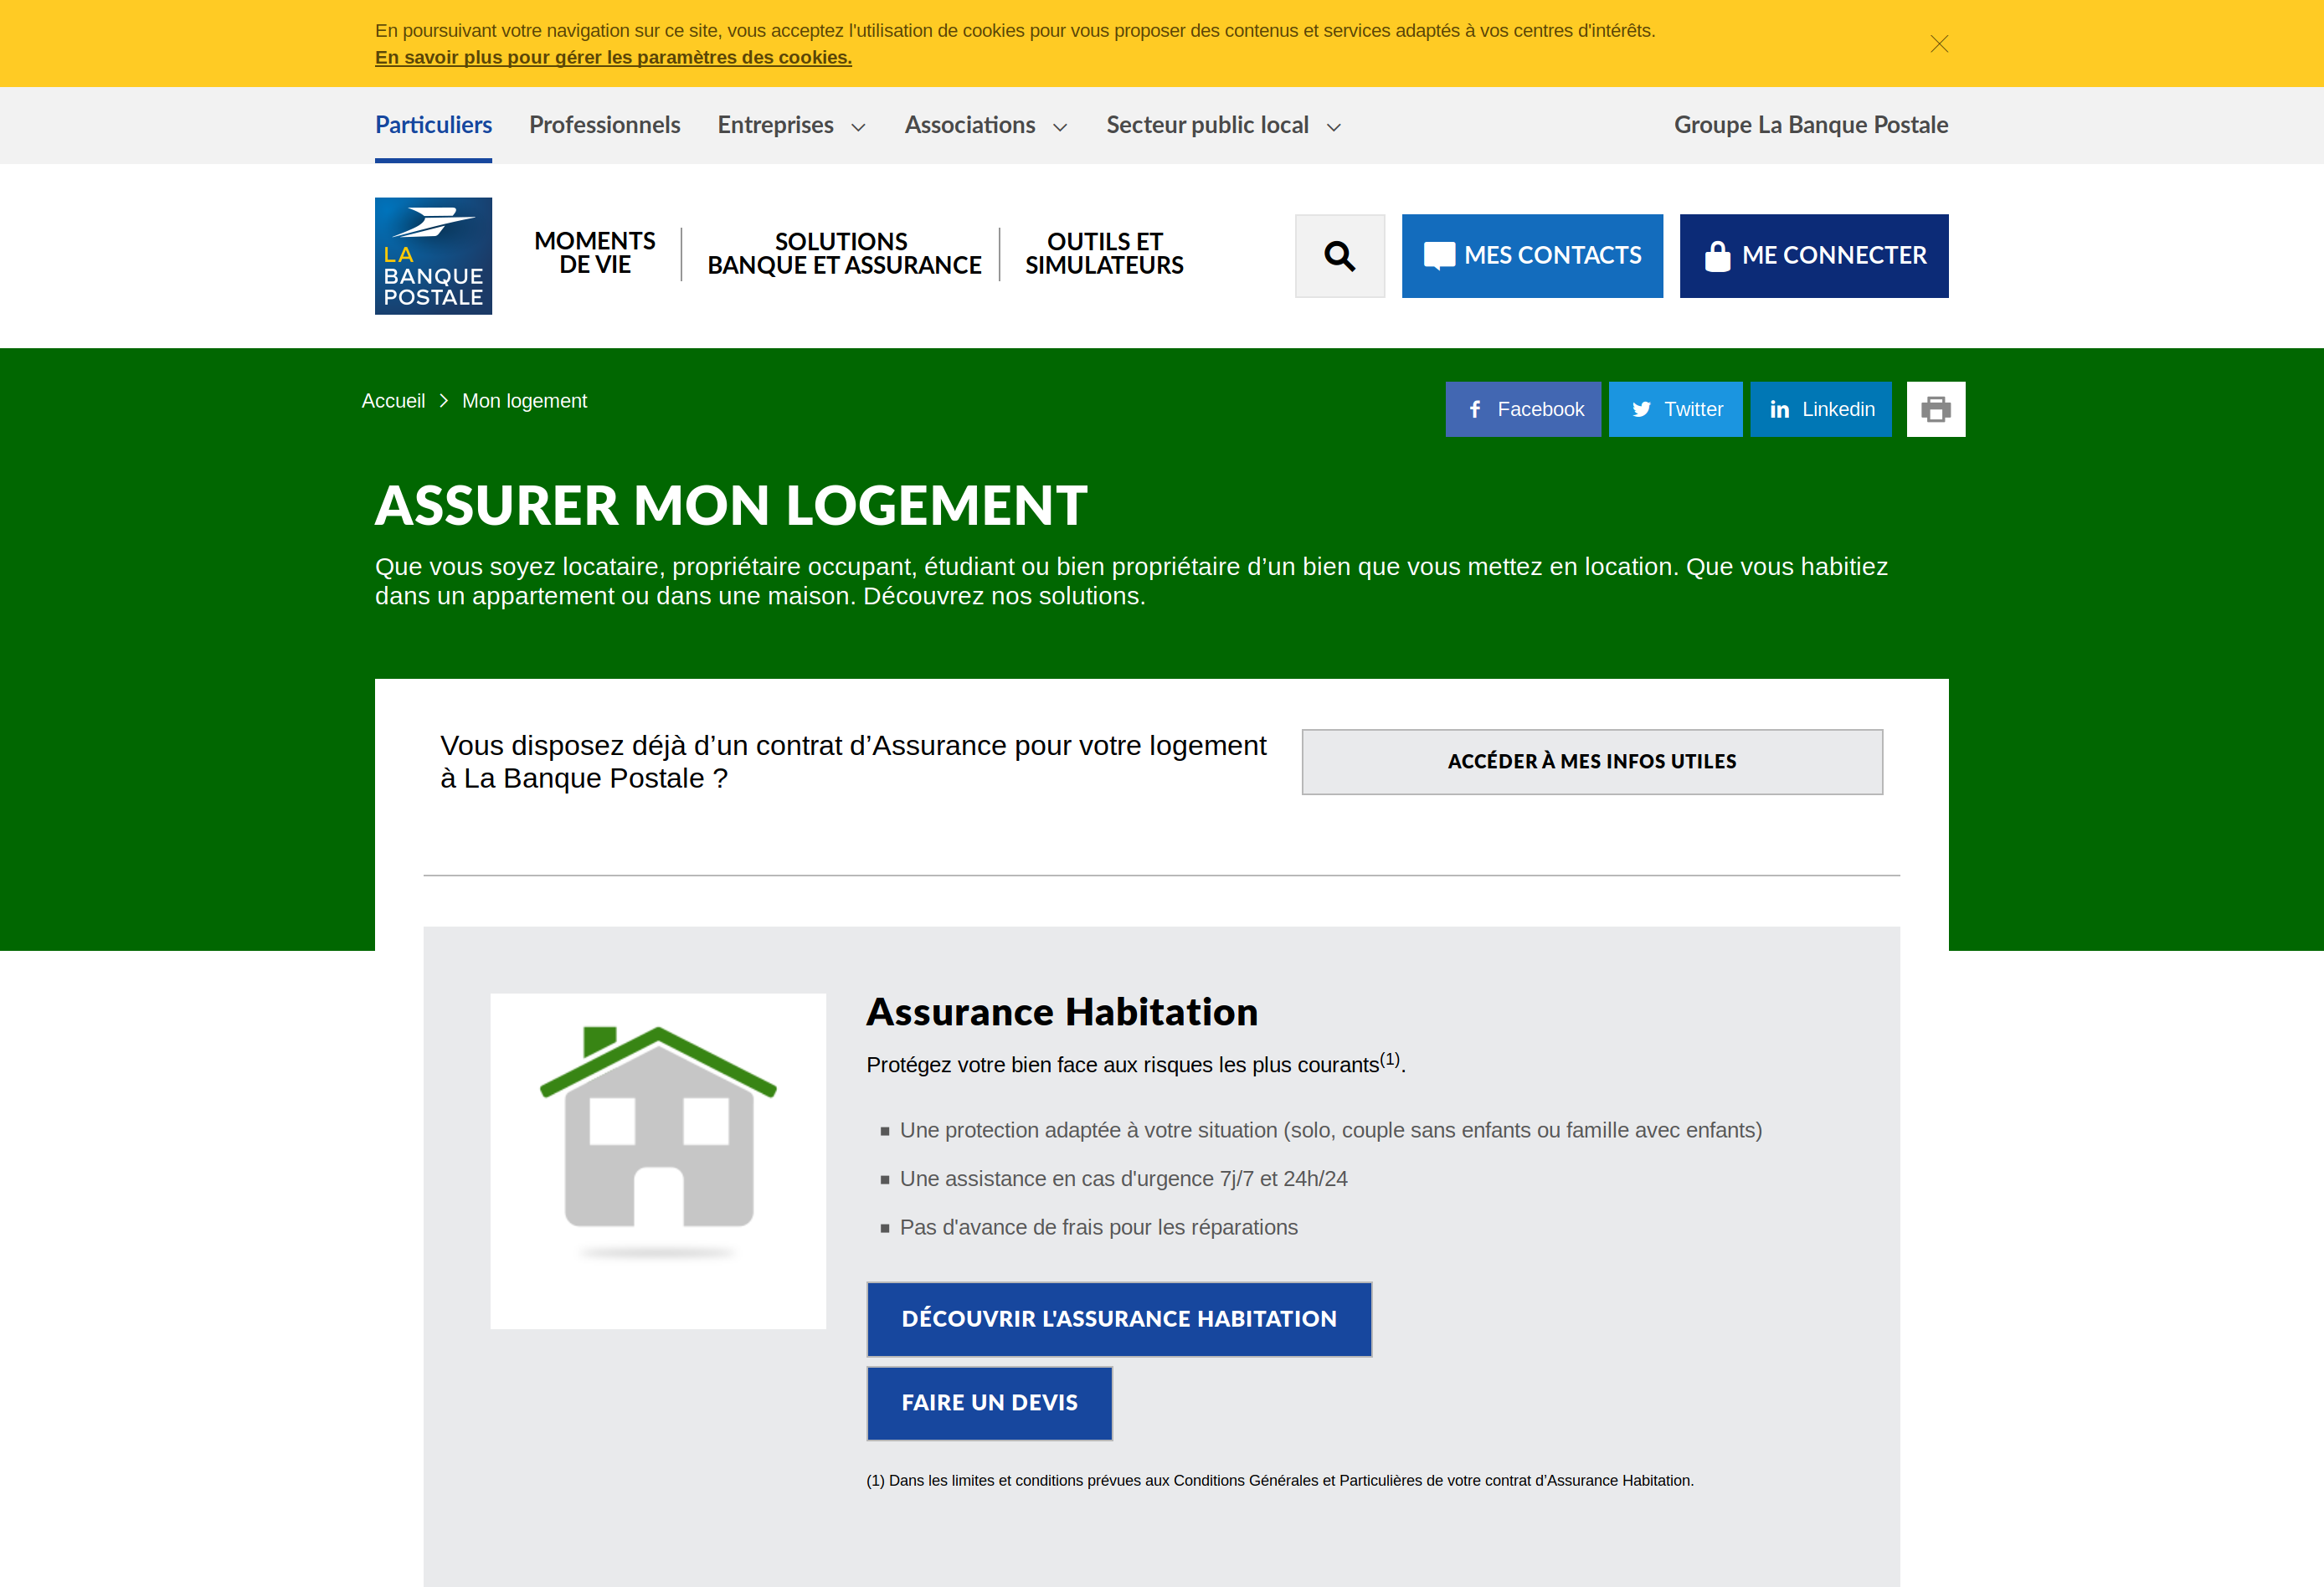 En poursuivant votre navigation sur ce site, vous acceptez l'utilisation de cookies pour vous proposer des contenus et services adaptés à vos centres d'intérêts.
En savoir plus pour gérer les paramètres des cookies.
Particuliers Professionnels Entreprises Associations Secteur public local Groupe La Banque Postale
LA
BANQUE
POSTALE
MOMENTS
DE VIE
SOLUTIONS
BANQUE ET ASSURANCE
OUTILS ET
SIMULATEURS
MES CONTACTS
ME CONNECTER
Accueil Mon logement
Facebook Twitter Linkedin
ASSURER MON LOGEMENT
Que vous soyez locataire, propriétaire occupant, étudiant ou bien propriétaire d’un bien que vous mettez en location. Que vous habitiez
dans un appartement ou dans une maison. Découvrez nos solutions.
Vous disposez déjà d’un contrat d’Assurance pour votre logement
à La Banque Postale ?
ACCÉDER À MES INFOS UTILES
Assurance Habitation
Protégez votre bien face aux risques les plus courants(1).
Une protection adaptée à votre situation (solo, couple sans enfants ou famille avec enfants)
Une assistance en cas d'urgence 7j/7 et 24h/24
Pas d'avance de frais pour les réparations
DÉCOUVRIR L'ASSURANCE HABITATION
FAIRE UN DEVIS
(1) Dans les limites et conditions prévues aux Conditions Générales et Particulières de votre contrat d’Assurance Habitation.